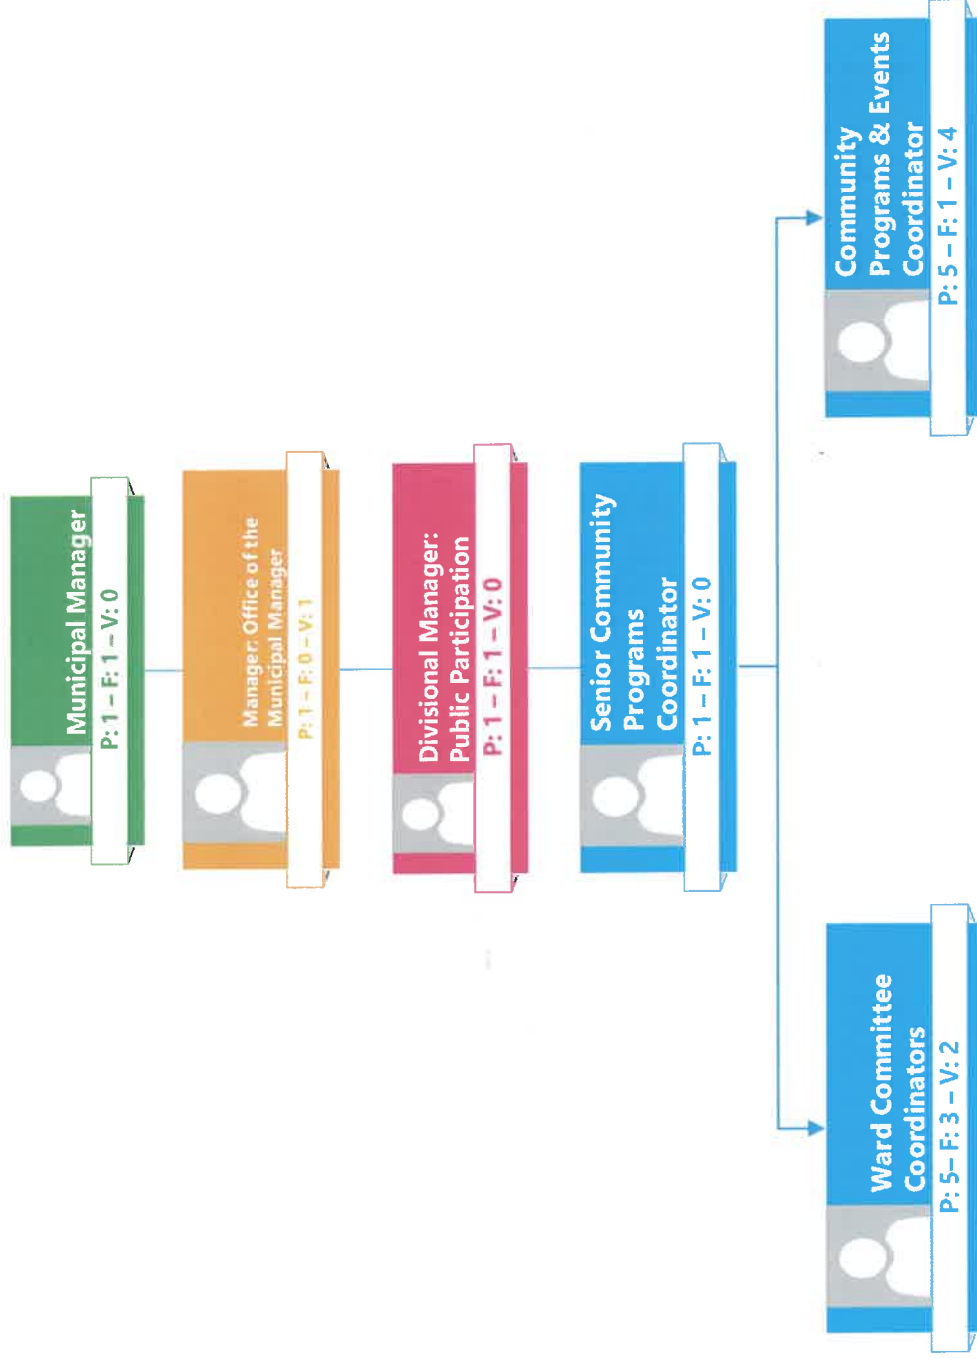 Municipal Manager
P: 1 – F: 1 – V: 0
Manager: Office of the
Municipal Manager
P: 1 – F: 0 – V: 1
Divisional Manager:
Public Participation
P: 1 – F: 1 – V: 0
Senior Community
Programs
Coordinator
P: 1 – F: 1 – V: 0
Ward Committee
Coordinators
P: 5– F: 3 – V: 2
Community
Programs & Events
Coordinator
P: 5 – F: 1 – V: 4